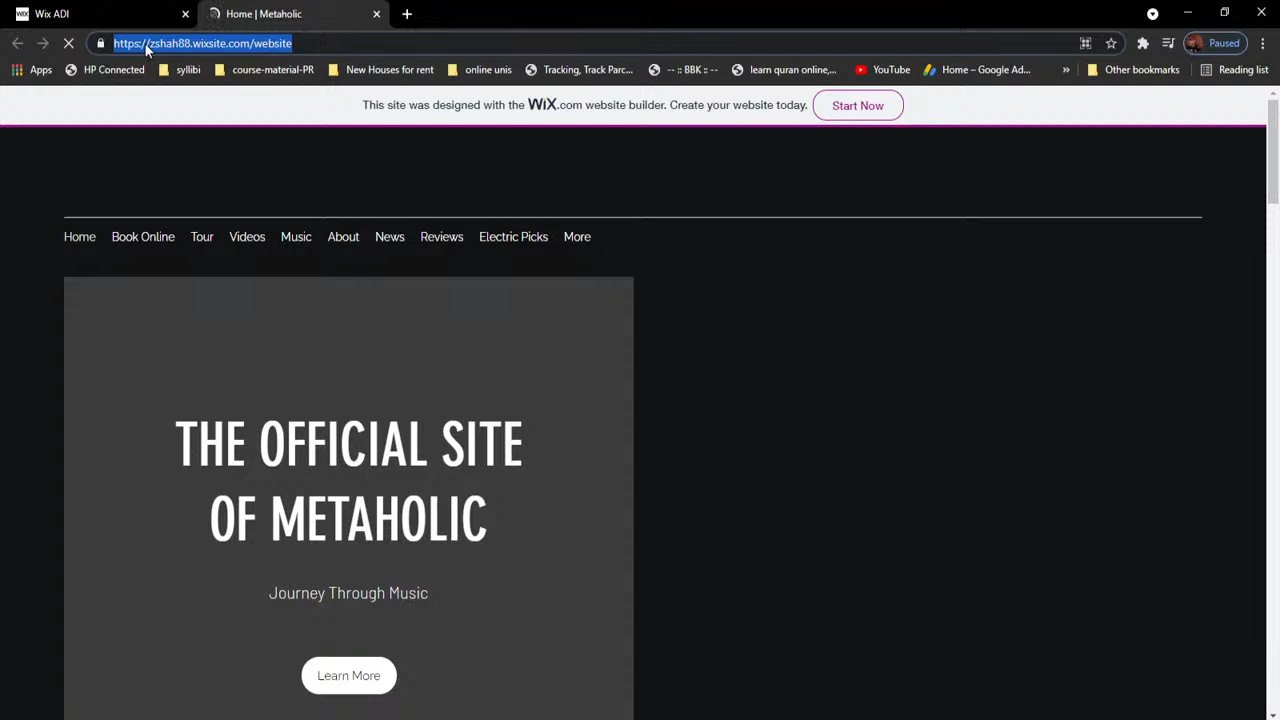 WiX Wix ADI
Home | Metaholic
https://zshah88.wixsite.com/website
Paused
Apps HP Connected syllibi course-material-PR New Houses for rent online unis Tracking, Track Parc... -- :: BBK :: -- learn quran online,... YouTube Home – Google Ad... » Other bookmarks Reading list
This site was designed with the WiX.com website builder. Create your website today. Start Now
Home Book Online Tour Videos Music About News Reviews Electric Picks More
THE OFFICIAL SITE
OF METAHOLIC
Journey Through Music
Learn More